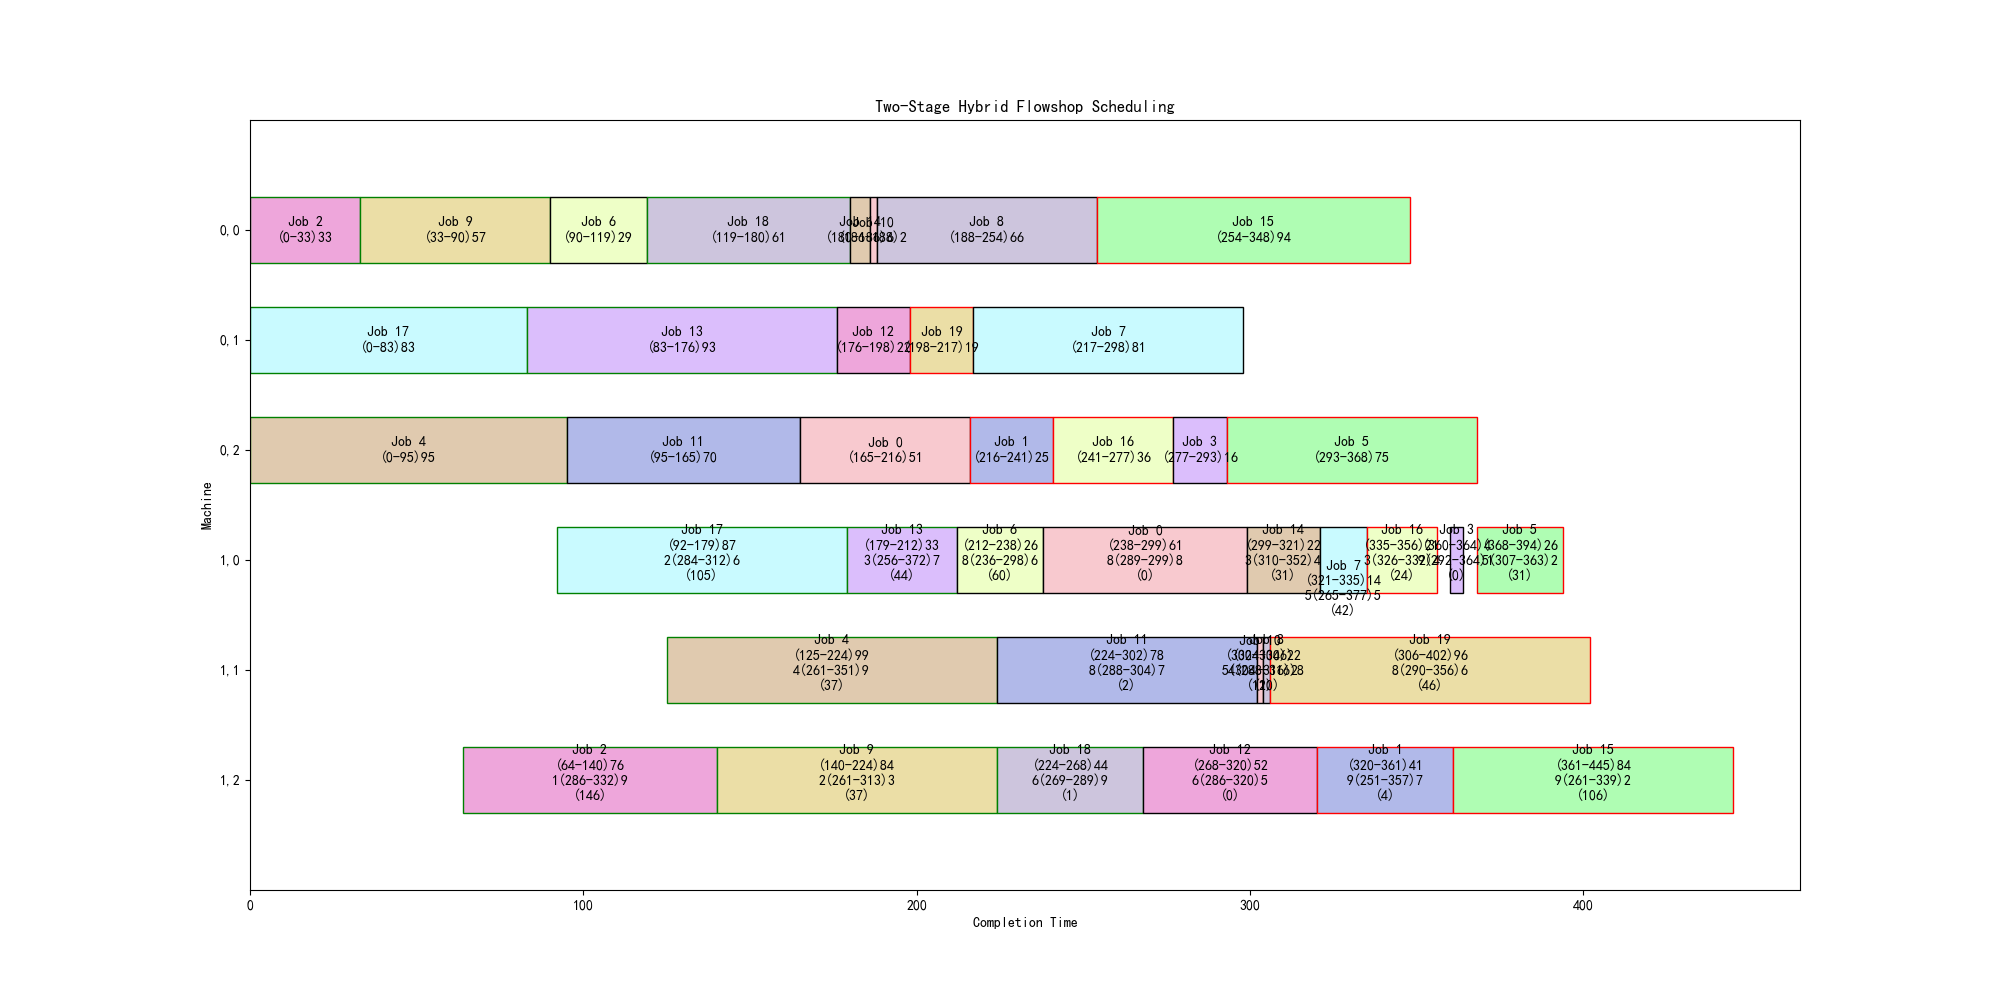 Two-Stage Hybrid Flowshop Scheduling
Machine
0,0
Job 2
(0-33)33
Job 9
(33-90)57
Job 6
(90-119)29
Job 18
(119-180)61
Job 8
(188-254)66
Job 15
(254-348)94
0,1
Job 17
(0-83)83
Job 13
(83-176)93
Job 12
(176-198)22
Job 19
(198-217)19
Job 7
(217-298)81
0,2
Job 4
(0-95)95
Job 11
(95-165)70
Job 0
(165-216)51
Job 1
(216-241)25
Job 16
(241-277)36
Job 3
(277-293)16
Job 5
(293-368)75
1,0
Job 17
(92-179)87
2(284-312)6
(105)
Job 13
(179-212)33
3(256-372)7
(44)
Job 6
(212-238)26
8(236-298)6
(60)
Job 0
(238-299)61
8(289-299)8
(0)
Job 14
(299-321)22
3(310-352)4
(31)
Job 7
(321-335)14
5(265-377)5
(42)
Job 16
(335-356)21
(24)
Job 3
(0)
Job 5
(368-394)26
(307-363)2
(31)
1,1
Job 4
(125-224)99
4(261-351)9
(37)
Job 11
(224-302)78
8(288-304)7
(2)
Job 19
(306-402)96
8(290-356)6
(46)
1,2
Job 2
(64-140)76
1(286-332)9
(146)
Job 9
(140-224)84
2(261-313)3
(37)
Job 18
(224-268)44
6(269-289)9
(1)
Job 12
(268-320)52
6(286-320)5
(0)
Job 1
(320-361)41
9(251-357)7
(4)
Job 15
(361-445)84
9(261-339)2
(106)
0
100
200
300
400
Completion Time